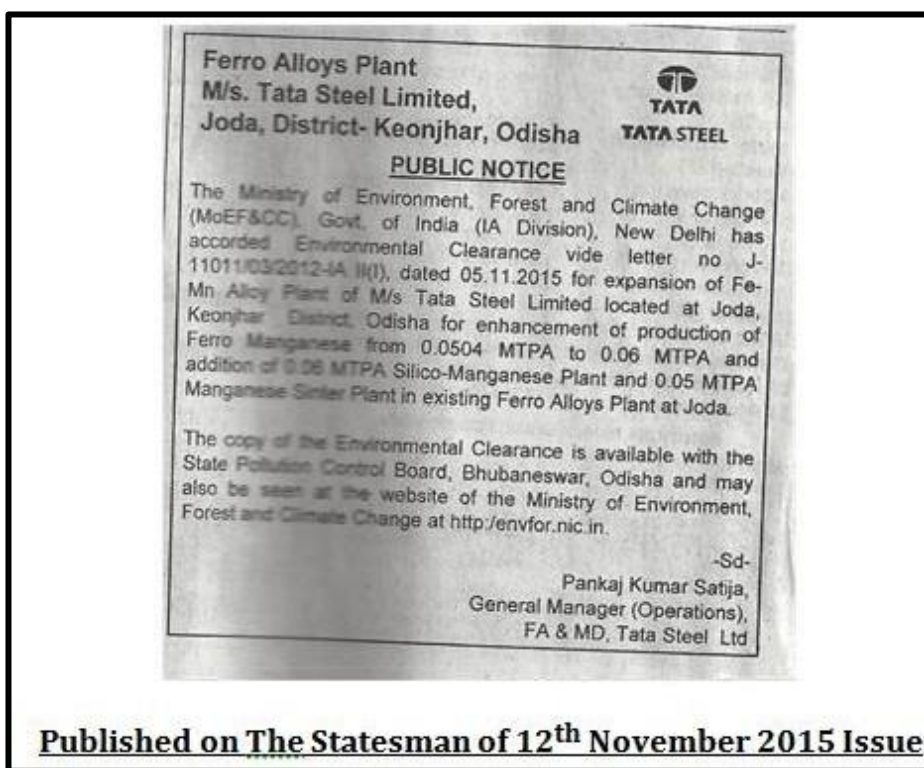 Ferro Alloys Plant
M/s. Tata Steel Limited,
Joda, District- Keonjhar, Odisha
TATA
TATA STEEL
PUBLIC NOTICE
The Ministry of Environment, Forest and Climate Change
(MoEF&CC), Govt. of India (IA Division), New Delhi has
accorded Environmental Clearance vide letter no J-
11011/03/2012-IA II(I), dated 05.11.2015 for expansion of Fe-
Mn Alloy Plant of M/s Tata Steel Limited located at Joda,
Keonjhar District, Odisha for enhancement of production of
Ferro Manganese from 0.0504 MTPA to 0.06 MTPA and
addition of 0.06 MTPA Silico-Manganese Plant and 0.05 MTPA
Manganese Sinter Plant in existing Ferro Alloys Plant at Joda.
The copy of the Environmental Clearance is available with the
State Pollution Control Board, Bhubaneswar, Odisha and may
also be seen at the website of the Ministry of Environment,
Forest and Climate Change at http:/envfor.nic.in.
-Sd-
Pankaj Kumar Satija,
General Manager (Operations),
FA & MD, Tata Steel Ltd
Published on The Statesman of 12th November 2015 Issue